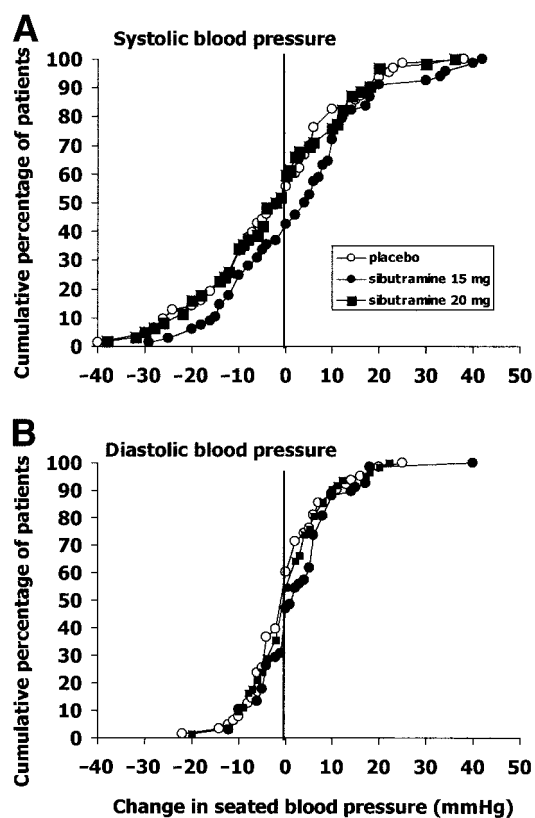 A
Systolic blood pressure
Cumulative percentage of patients
100
90
80
70
60
50
40
30
20
10
0
placebo
sibutramine 15 mg
sibutramine 20 mg
−40 −30 −20 −10 0 10 20 30 40 50
B
Diastolic blood pressure
Cumulative percentage of patients
100
90
80
70
60
50
40
30
20
10
0
−40 −30 −20 −10 0 10 20 30 40 50
Change in seated blood pressure (mmHg)